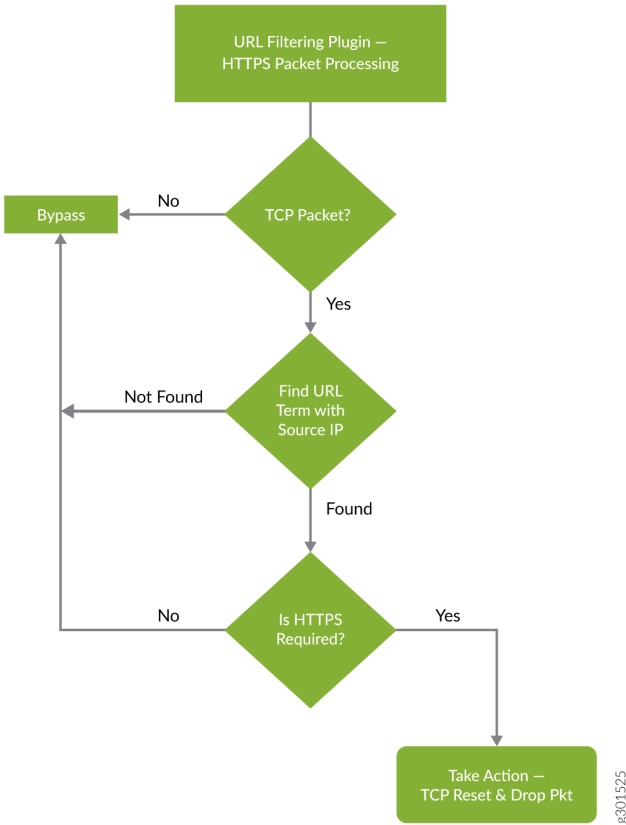 URL Filtering Plugin —
HTTPS Packet Processing
TCP Packet?
No
Bypass
Yes
Find URL
Term with
Source IP
Not Found
Found
Is HTTPS
Required?
No
Yes
Take Action —
TCP Reset & Drop Pkt
g301525